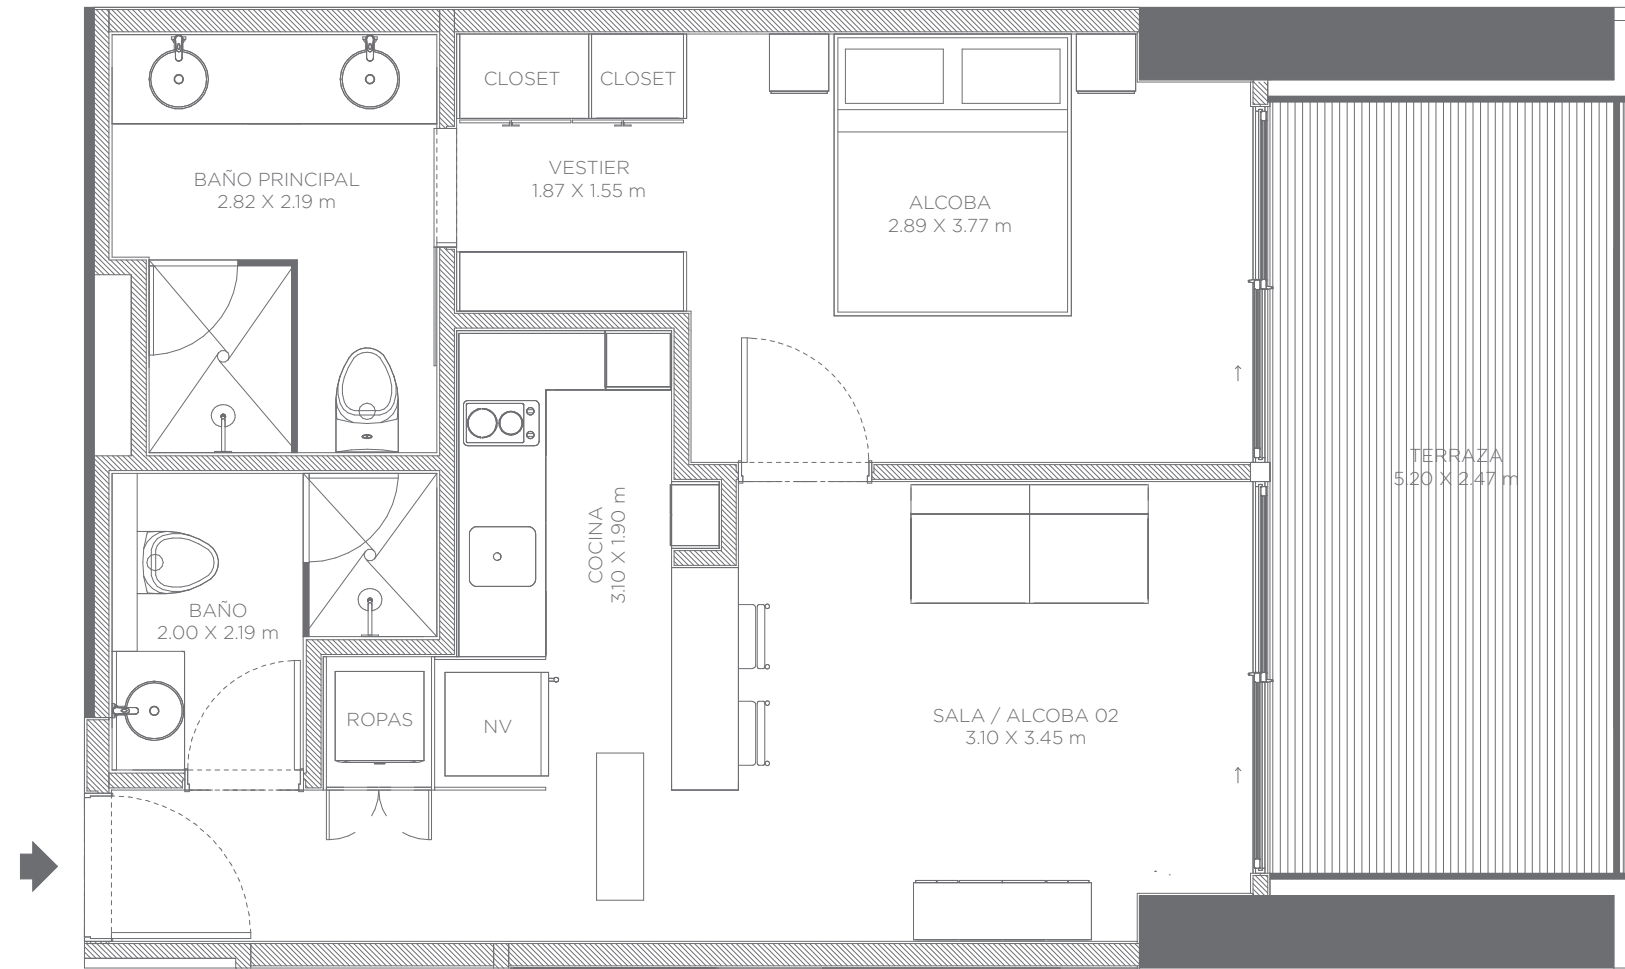 CLOSET
CLOSET
BAÑO PRINCIPAL
2.82 X 2.19 m
VESTIER
1.87 X 1.55 m
ALCOBA
2.89 X 3.77 m
TERRAZA
5.20 X 2.47 m
COCINA
3.10 X 1.90 m
BAÑO
2.00 X 2.19 m
ROPAS
NV
SALA / ALCOBA 02
3.10 X 3.45 m